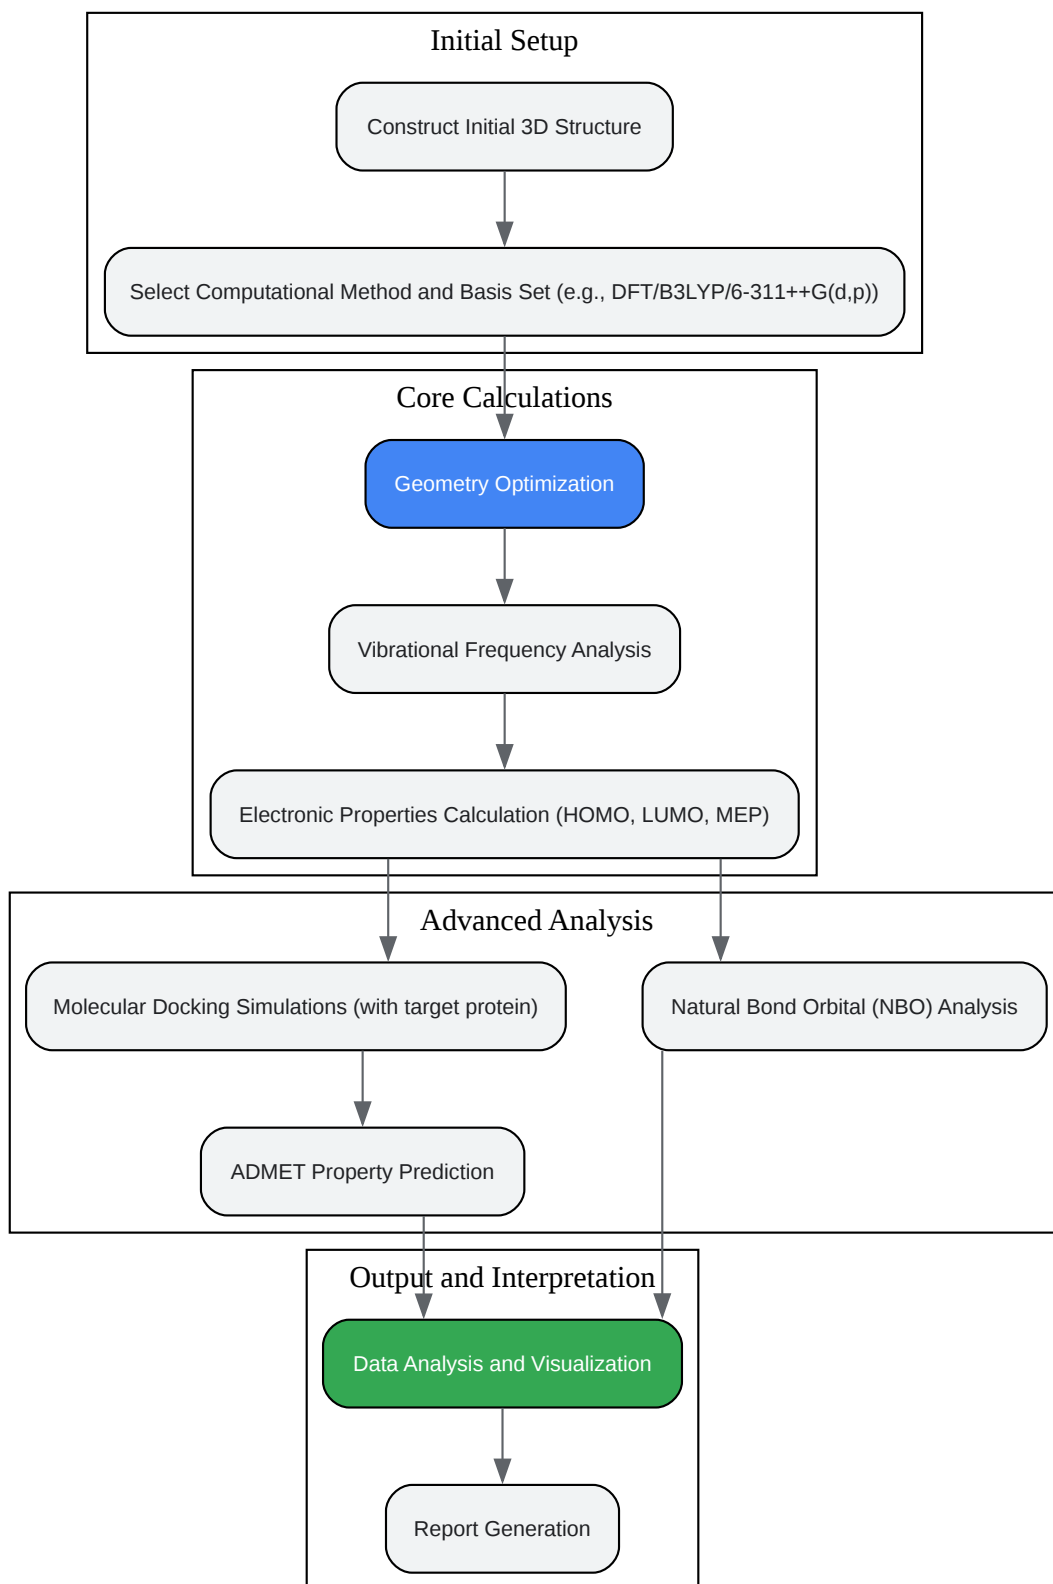 Initial Setup
Construct Initial 3D Structure
Select Computational Method and Basis Set (e.g., DFT/B3LYP/6-311++G(d,p))
Core Calculations
Geometry Optimization
Vibrational Frequency Analysis
Electronic Properties Calculation (HOMO, LUMO, MEP)
Advanced Analysis
Molecular Docking Simulations (with target protein)
Natural Bond Orbital (NBO) Analysis
ADMET Property Prediction
Output and Interpretation
Data Analysis and Visualization
Report Generation